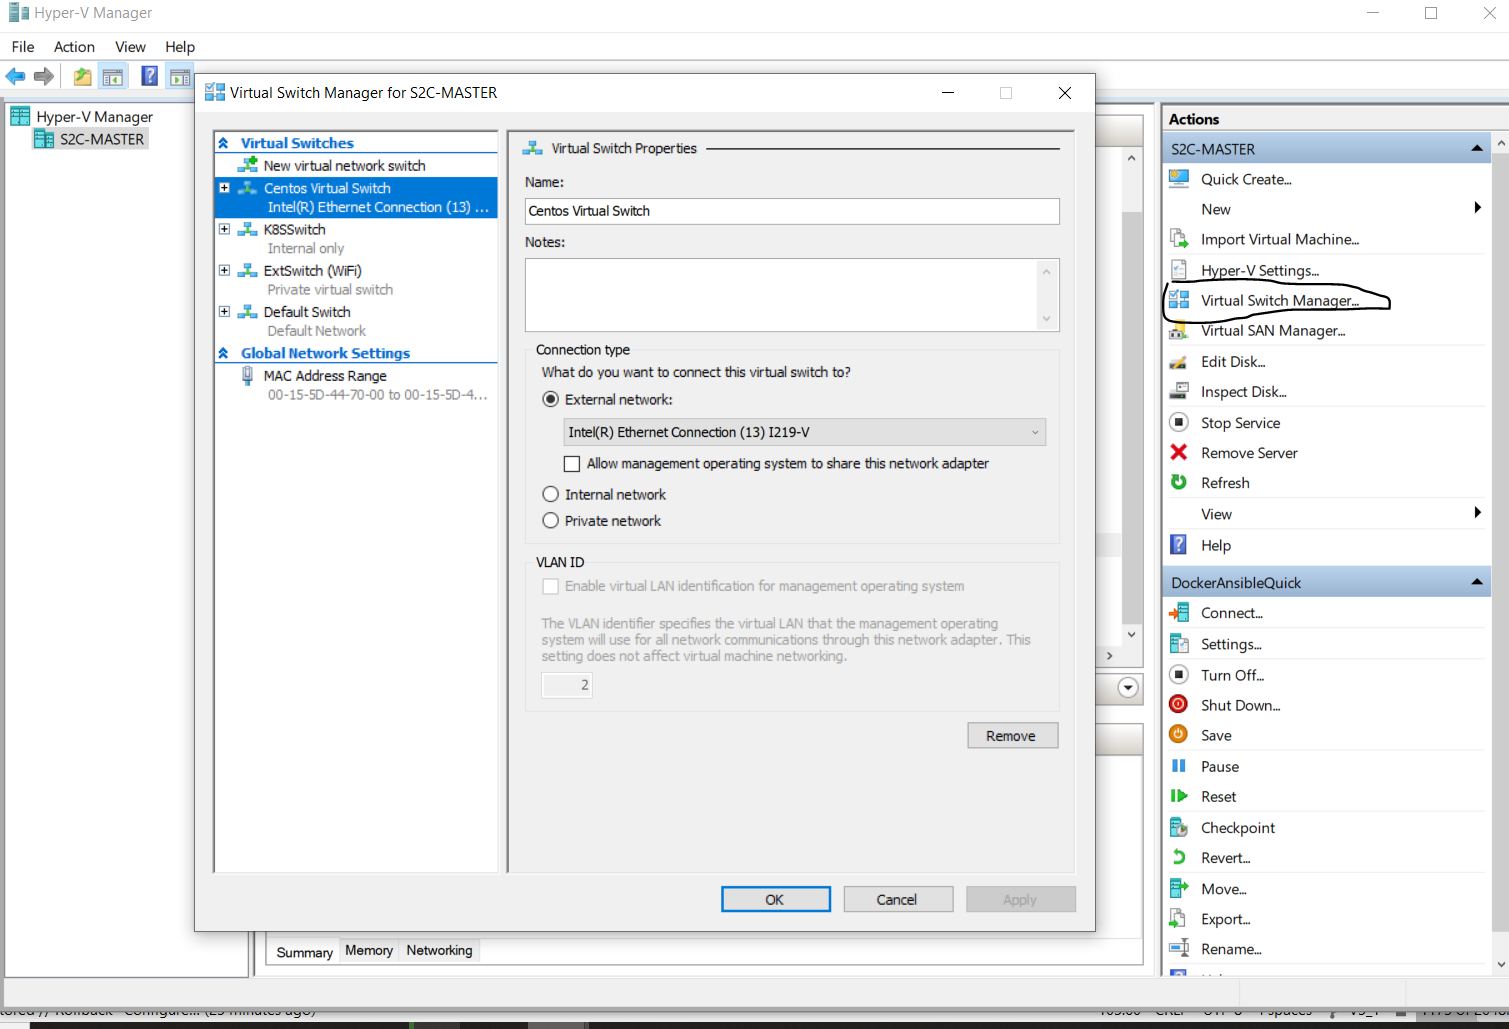 Hyper-V Manager
File Action View Help
Hyper-V Manager
S2C-MASTER
Virtual Switch Manager for S2C-MASTER
Virtual Switches
New virtual network switch
Centos Virtual Switch
Intel(R) Ethernet Connection (13) ...
K8SSwitch
Internal only
ExtSwitch (WiFi)
Private virtual switch
Default Switch
Default Network
Global Network Settings
MAC Address Range
00-15-5D-44-70-00 to 00-15-5D-4...
Virtual Switch Properties
Name:
Centos Virtual Switch
Notes:
Connection type
What do you want to connect this virtual switch to?
External network:
Intel(R) Ethernet Connection (13) I219-V
Allow management operating system to share this network adapter
Internal network
Private network
VLAN ID
Enable virtual LAN identification for management operating system
The VLAN identifier specifies the virtual LAN that the management operating
system will use for all network communications through this network adapter. This
setting does not affect virtual machine networking.
2
Remove
OK Cancel Apply
Summary Memory Networking
Actions
S2C-MASTER
Quick Create...
New
Import Virtual Machine...
Hyper-V Settings...
Virtual Switch Manager...
Virtual SAN Manager...
Edit Disk...
Inspect Disk...
Stop Service
Remove Server
Refresh
View
Help
DockerAnsibleQuick
Connect...
Settings...
Turn Off...
Shut Down...
Save
Pause
Reset
Checkpoint
Revert...
Move...
Export...
Rename...